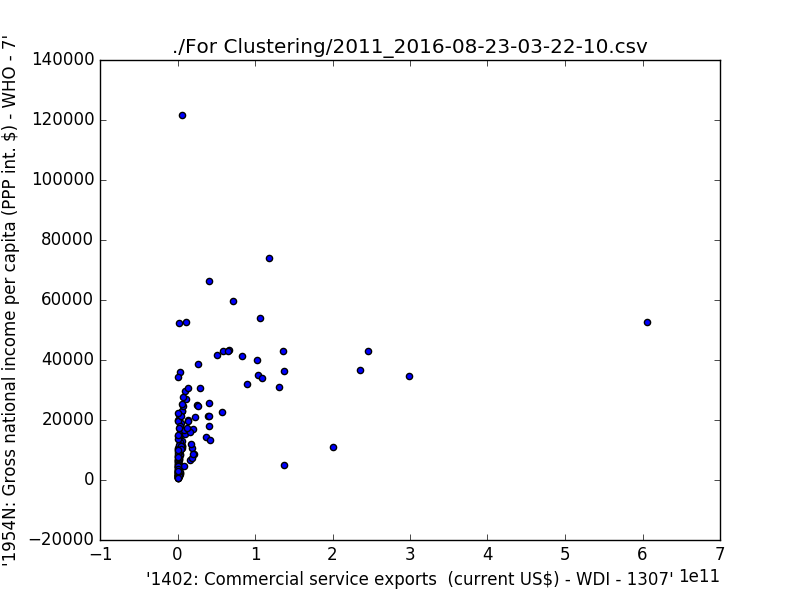 ./For Clustering/2011_2016-08-23-03-22-10.csv
'1954N: Gross national income per capita (PPP int. $) - WHO - 7'
140000
120000
100000
80000
60000
40000
20000
0
−20000
−1 0 1 2 3 4 5 6 7
1e11
'1402: Commercial service exports  (current US$) - WDI - 1307'